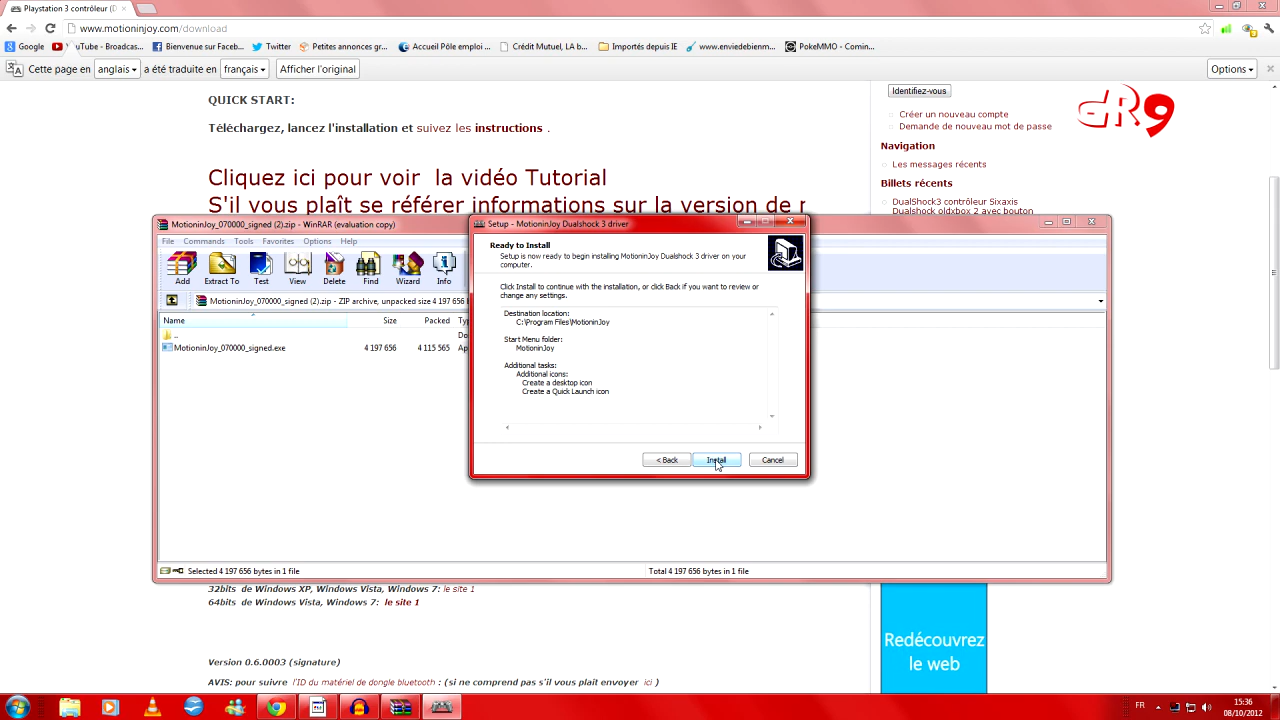 Playstation 3 contrôleur (D
www.motioninjoy.com/download
Google
YouTube - Broadcas...
Bienvenue sur Faceb...
Twitter
Petites annonces gr...
Accueil Pôle emploi ...
Crédit Mutuel, LA b...
Importés depuis IE
www.enviedebienm...
PokeMMO - Comin...
Cette page en
anglais
a été traduite en
français
Afficher l'original
Options
QUICK START:
Téléchargez, lancez l'installation et suivez les instructions .
Cliquez ici pour voir la vidéo Tutorial
S'il vous plaît se référer informations sur la version de
Identifiez-vous
Créer un nouveau compte
Demande de nouveau mot de passe
Navigation
Les messages récents
Billets récents
DualShock3 contrôleur Sixaxis
Dualshock oldxbox 2 avec bouton
dR9
MotioninJoy_070000_signed (2).zip - WinRAR (evaluation copy)
File Commands Tools Favorites Options Help
Add Extract To Test View Delete Find Wizard Info
MotioninJoy_070000_signed (2).zip - ZIP archive, unpacked size 4 197 656 b
Name Size Packed Ty
..
Do
MotioninJoy_070000_signed.exe 4 197 656 4 115 565 Ap
Selected 4 197 656 bytes in 1 file
Total 4 197 656 bytes in 1 file
Setup - MotioninJoy Dualshock 3 driver
Ready to Install
Setup is now ready to begin installing MotioninJoy Dualshock 3 driver on your
computer.
Click Install to continue with the installation, or click Back if you want to review or
change any settings.
Destination location:
C:\Program Files\MotioninJoy
Start Menu folder:
MotioninJoy
Additional tasks:
Additional icons:
Create a desktop icon
Create a Quick Launch icon
< Back
Install
Cancel
32bits de Windows XP, Windows Vista, Windows 7: le site 1
64bits de Windows Vista, Windows 7: le site 1
Version 0.6.0003 (signature)
AVIS: pour suivre l'ID du matériel de dongle bluetooth : (si ne comprend pas s'il vous plaît envoyer ici )
Redécouvrez
le web
FR
15:36
08/10/2012